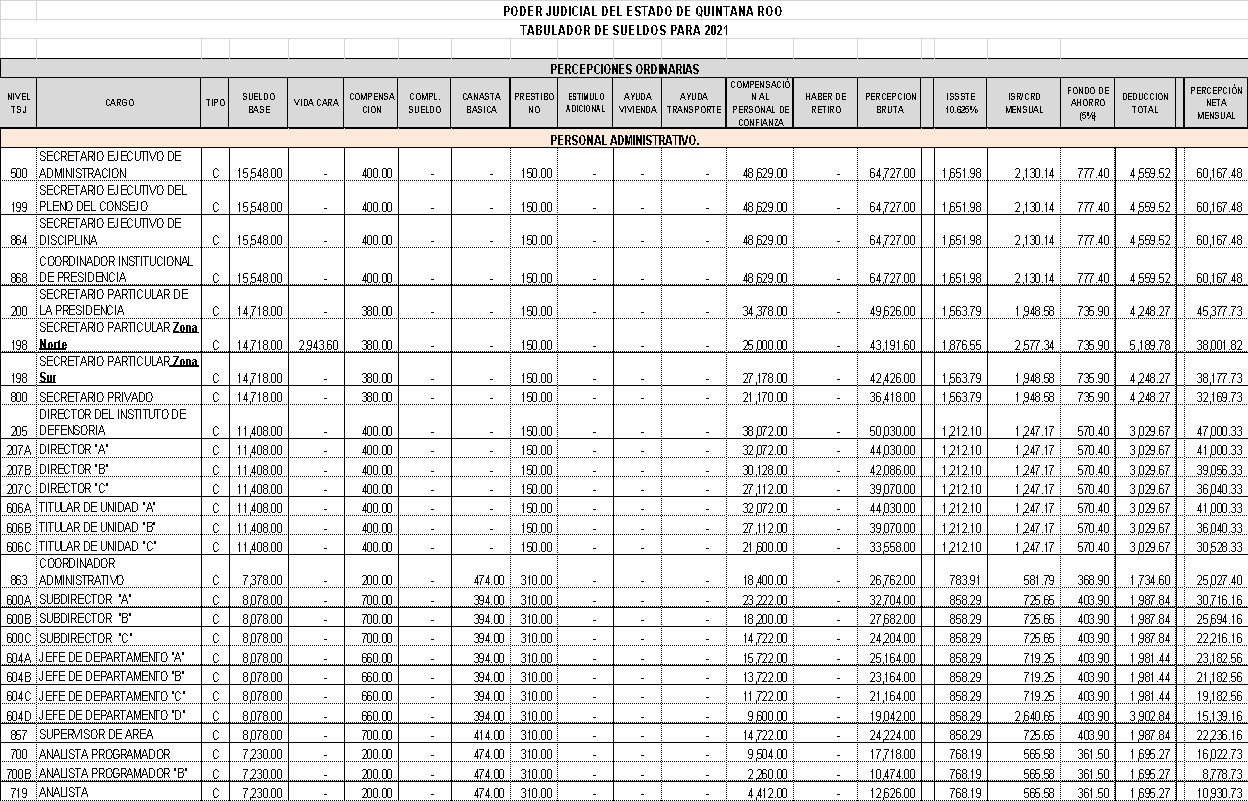 PODER JUDICIAL DEL ESTADO DE QUINTANA ROO
TABULADOR DE SUELDOS PARA 2021
PERCEPCIONES ORDINARIAS
NIVEL TSJ CARGO TIPO SUELDO BASE VIDA CARA COMPENSA CION COMPL. SUELDO CANASTA BASICA PRESTIBO NO ESTIMULO ADICIONAL AYUDA VIVIENDA AYUDA TRANSPORTE COMPENSACIÓ N AL PERSONAL DE CONFIANZA HABER DE RETIRO PERCEPCIÓN BRUTA ISSSTE 10.625% ISR/CRD MENSUAL FONDO DE AHORRO (5%) DEDUCCION TOTAL PERCEPCIÓN NETA MENSUAL
PERSONAL ADMINISTRATIVO.
500 SECRETARIO EJECUTIVO DE ADMINISTRACION C 15,548.00 - 400.00 - - 150.00 - - - 48,629.00 - 64,727.00 1,651.98 2,130.14 777.40 4,559.52 60,167.48
199 SECRETARIO EJECUTIVO DEL PLENO DEL CONSEJO C 15,548.00 - 400.00 - - 150.00 - - - 48,629.00 - 64,727.00 1,651.98 2,130.14 777.40 4,559.52 60,167.48
864 SECRETARIO EJECUTIVO DE DISCIPLINA C 15,548.00 - 400.00 - - 150.00 - - - 48,629.00 - 64,727.00 1,651.98 2,130.14 777.40 4,559.52 60,167.48
868 COORDINADOR INSTITUCIONAL DE PRESIDENCIA C 15,548.00 - 400.00 - - 150.00 - - - 48,629.00 - 64,727.00 1,651.98 2,130.14 777.40 4,559.52 60,167.48
200 SECRETARIO PARTICULAR DE LA PRESIDENCIA C 14,718.00 - 380.00 - - 150.00 - - - 34,378.00 - 49,626.00 1,563.79 1,948.58 735.90 4,248.27 45,377.73
198 SECRETARIO PARTICULAR Zona Norte C 14,718.00 2,943.60 380.00 - - 150.00 - - - 25,000.00 - 43,191.60 1,876.55 2,577.34 735.90 5,189.78 38,001.82
198 SECRETARIO PARTICULAR Zona Sur C 14,718.00 - 380.00 - - 150.00 - - - 27,178.00 - 42,426.00 1,563.79 1,948.58 735.90 4,248.27 38,177.73
800 SECRETARIO PRIVADO C 14,718.00 - 380.00 - - 150.00 - - - 21,170.00 - 36,418.00 1,563.79 1,948.58 735.90 4,248.27 32,169.73
205 DIRECTOR DEL INSTITUTO DE DEFENSORIA C 11,408.00 - 400.00 - - 150.00 - - - 38,072.00 - 50,030.00 1,212.10 1,247.17 570.40 3,029.67 47,000.33
207A DIRECTOR "A" C 11,408.00 - 400.00 - - 150.00 - - - 32,072.00 - 44,030.00 1,212.10 1,247.17 570.40 3,029.67 41,000.33
207B DIRECTOR "B" C 11,408.00 - 400.00 - - 150.00 - - - 30,128.00 - 42,086.00 1,212.10 1,247.17 570.40 3,029.67 39,056.33
207C DIRECTOR "C" C 11,408.00 - 400.00 - - 150.00 - - - 27,112.00 - 39,070.00 1,212.10 1,247.17 570.40 3,029.67 36,040.33
606A TITULAR DE UNIDAD "A" C 11,408.00 - 400.00 - - 150.00 - - - 32,072.00 - 44,030.00 1,212.10 1,247.17 570.40 3,029.67 41,000.33
606B TITULAR DE UNIDAD "B" C 11,408.00 - 400.00 - - 150.00 - - - 27,112.00 - 39,070.00 1,212.10 1,247.17 570.40 3,029.67 36,040.33
606C TITULAR DE UNIDAD "C" C 11,408.00 - 400.00 - - 150.00 - - - 21,600.00 - 33,558.00 1,212.10 1,247.17 570.40 3,029.67 30,528.33
863 COORDINADOR ADMINISTRATIVO C 7,378.00 - 200.00 - 474.00 310.00 - - - 18,400.00 - 26,762.00 783.91 581.79 368.90 1,734.60 25,027.40
600A SUBDIRECTOR "A" C 8,078.00 - 700.00 - 394.00 310.00 - - - 23,222.00 - 32,704.00 858.29 725.65 403.90 1,987.84 30,716.16
600B SUBDIRECTOR "B" C 8,078.00 - 700.00 - 394.00 310.00 - - - 18,200.00 - 27,682.00 858.29 725.65 403.90 1,987.84 25,694.16
600C SUBDIRECTOR "C" C 8,078.00 - 700.00 - 394.00 310.00 - - - 14,722.00 - 24,204.00 858.29 725.65 403.90 1,987.84 22,216.16
604A JEFE DE DEPARTAMENTO "A" C 8,078.00 - 660.00 - 394.00 310.00 - - - 15,722.00 - 25,164.00 858.29 719.25 403.90 1,981.44 23,182.56
604B JEFE DE DEPARTAMENTO "B" C 8,078.00 - 660.00 - 394.00 310.00 - - - 13,722.00 - 23,164.00 858.29 719.25 403.90 1,981.44 21,182.56
604C JEFE DE DEPARTAMENTO "C" C 8,078.00 - 660.00 - 394.00 310.00 - - - 11,722.00 - 21,164.00 858.29 719.25 403.90 1,981.44 19,182.56
604D JEFE DE DEPARTAMENTO "D" C 8,078.00 - 660.00 - 394.00 310.00 - - - 9,600.00 - 19,042.00 858.29 2,640.65 403.90 3,902.84 15,139.16
867 SUPERVISOR DE AREA C 8,078.00 - 700.00 - 414.00 310.00 - - - 14,722.00 - 24,224.00 858.29 725.65 403.90 1,987.84 22,236.16
700 ANALISTA PROGRAMADOR C 7,230.00 - 200.00 - 474.00 310.00 - - - 9,504.00 - 17,718.00 768.19 565.58 361.50 1,695.27 16,022.73
700B ANALISTA PROGRAMADOR "B" C 7,230.00 - 200.00 - 474.00 310.00 - - - 2,260.00 - 10,474.00 768.19 565.58 361.50 1,695.27 8,778.73
719 ANALISTA C 7,230.00 - 200.00 - 474.00 310.00 - - - 4,412.00 - 12,626.00 768.19 565.58 361.50 1,695.27 10,930.73